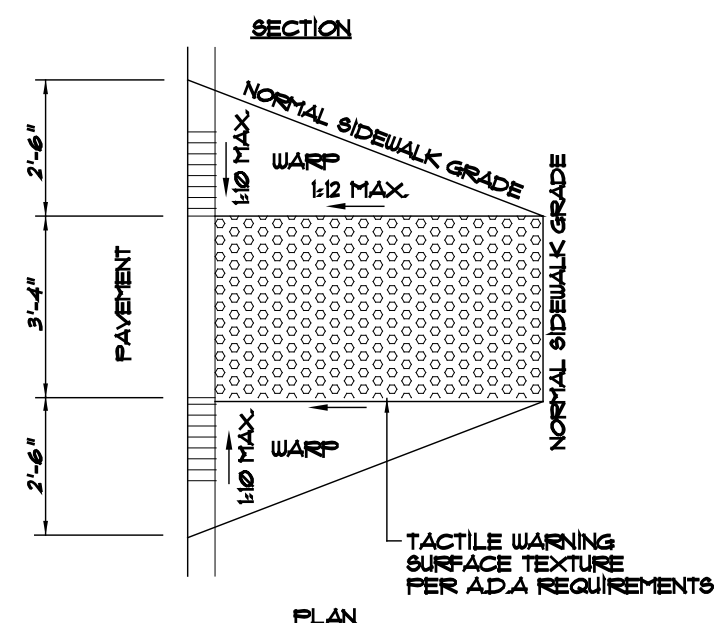 SECTION
NORMAL SIDEWALK GRADE
2'-6"
1:10 MAX.
WARP
1:12 MAX.
NORMAL SIDEWALK GRADE
3'-4"
PAVEMENT
2'-6"
1:10 MAX.
WARP
TACTILE WARNING
SURFACE TEXTURE
PER A.D.A REQUIREMENTS
PLAN